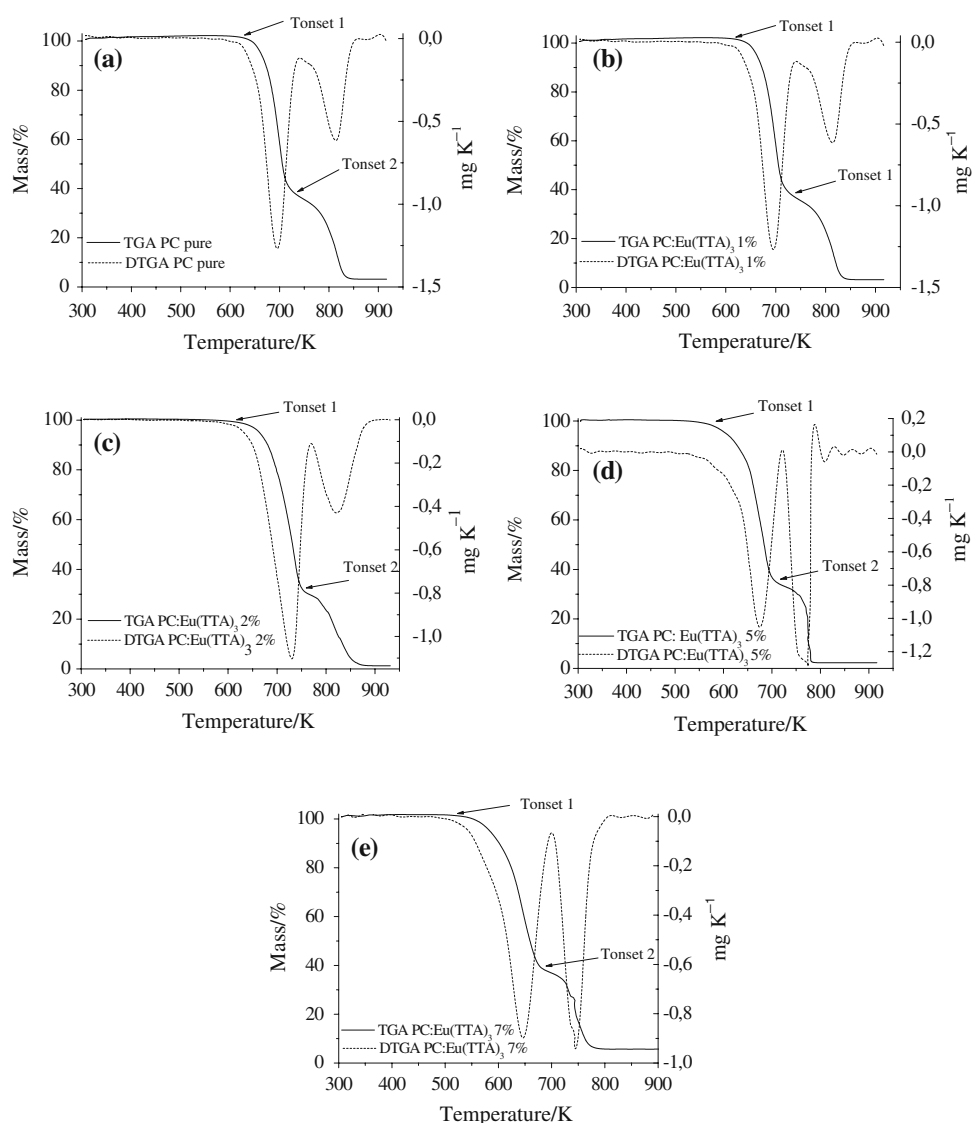 Tonset 1
(a)
100
80
60
40
20
0
Mass/%
0,0
-0,5
-1,0
-1,5
mg K⁻¹
Tonset 2
TGA PC pure
DTGA PC pure
300 400 500 600 700 800 900
Temperature/K
Tonset 1
(b)
100
80
60
40
20
0
Mass/%
0,0
-0,5
-1,0
-1,5
mg K⁻¹
Tonset 1
TGA PC:Eu(TTA)₃ 1%
DTGA PC:Eu(TTA)₃ 1%
300 400 500 600 700 800 900
Temperature/K
Tonset 1
(c)
100
80
60
40
20
0
Mass/%
0,0
-0,2
-0,4
-0,6
-0,8
-1,0
mg K⁻¹
Tonset 2
TGA PC:Eu(TTA)₃ 2%
DTGA PC:Eu(TTA)₃ 2%
300 400 500 600 700 800 900
Temperature/K
Tonset 1
(d)
100
80
60
40
20
0
Mass/%
0,2
0,0
-0,2
-0,4
-0,6
-0,8
-1,0
-1,2
mg K⁻¹
Tonset 2
TGA PC: Eu(TTA)₃ 5%
DTGA PC:Eu(TTA)₃ 5%
300 400 500 600 700 800 900
Temperature/K
Tonset 1
(e)
100
80
60
40
20
0
Mass/%
0,0
-0,2
-0,4
-0,6
-0,8
-1,0
mg K⁻¹
Tonset 2
TGA PC:Eu(TTA)₃ 7%
DTGA PC:Eu(TTA)₃ 7%
300 400 500 600 700 800 900
Temperature/K